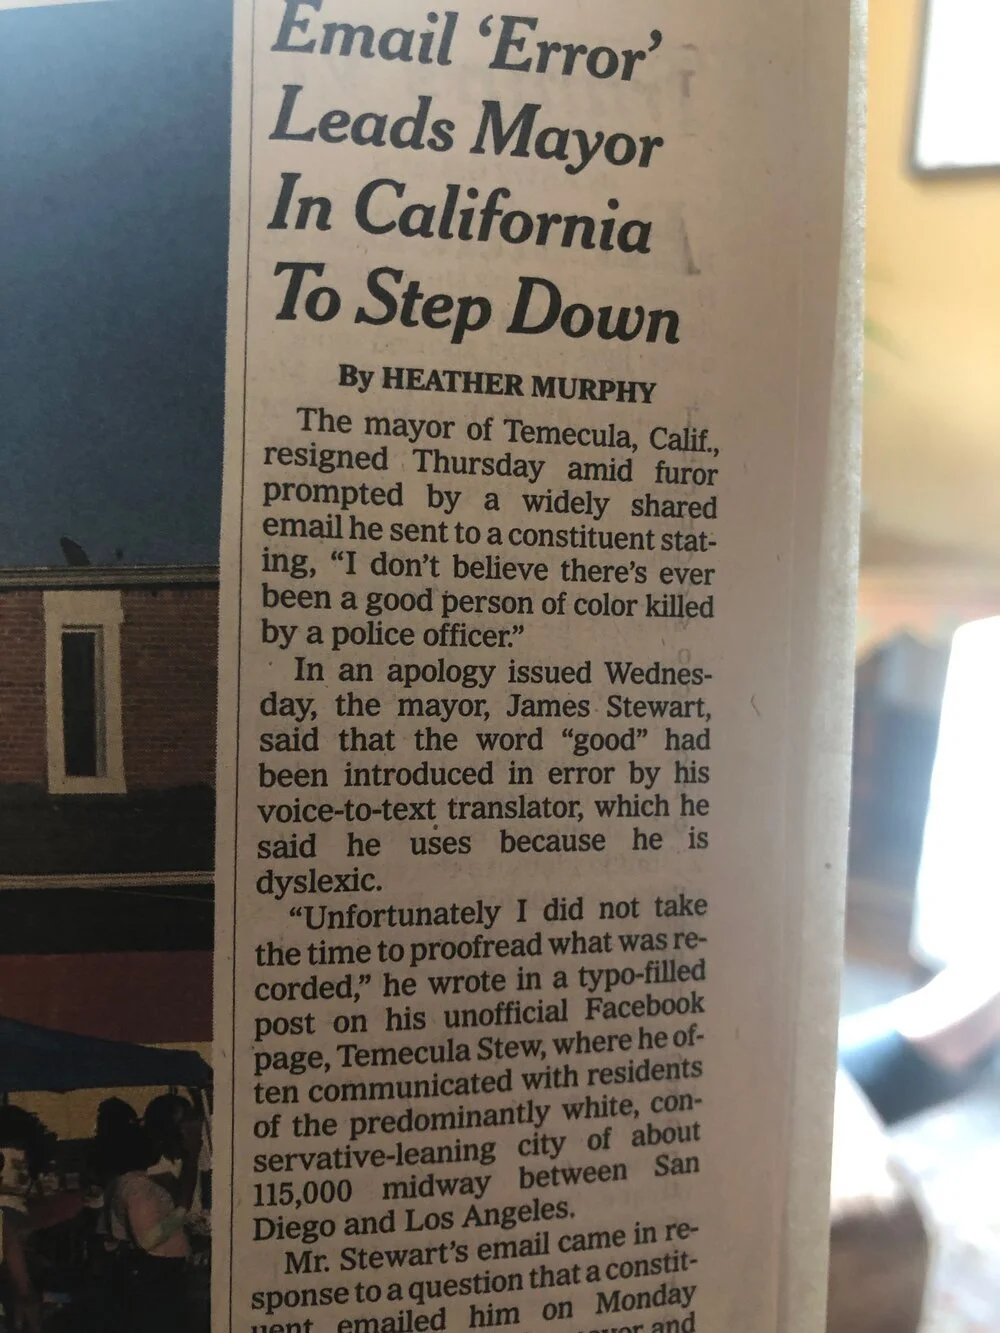 Email ‘Error’
Leads Mayor
In California
To Step Down
By HEATHER MURPHY
The mayor of Temecula, Calif.,
resigned Thursday amid furor
prompted by a widely shared
email he sent to a constituent stat-
ing, “I don’t believe there’s ever
been a good person of color killed
by a police officer.”
In an apology issued Wednes-
day, the mayor, James Stewart,
said that the word “good” had
been introduced in error by his
voice-to-text translator, which he
said he uses because he is
dyslexic.
“Unfortunately I did not take
the time to proofread what was re-
corded,” he wrote in a typo-filled
post on his unofficial Facebook
page, Temecula Stew, where he of-
ten communicated with residents
of the predominantly white, con-
servative-leaning city of about
115,000 midway between San
Diego and Los Angeles.
Mr. Stewart’s email came in re-
sponse to a question that a constit-
uent emailed him on Monday
and